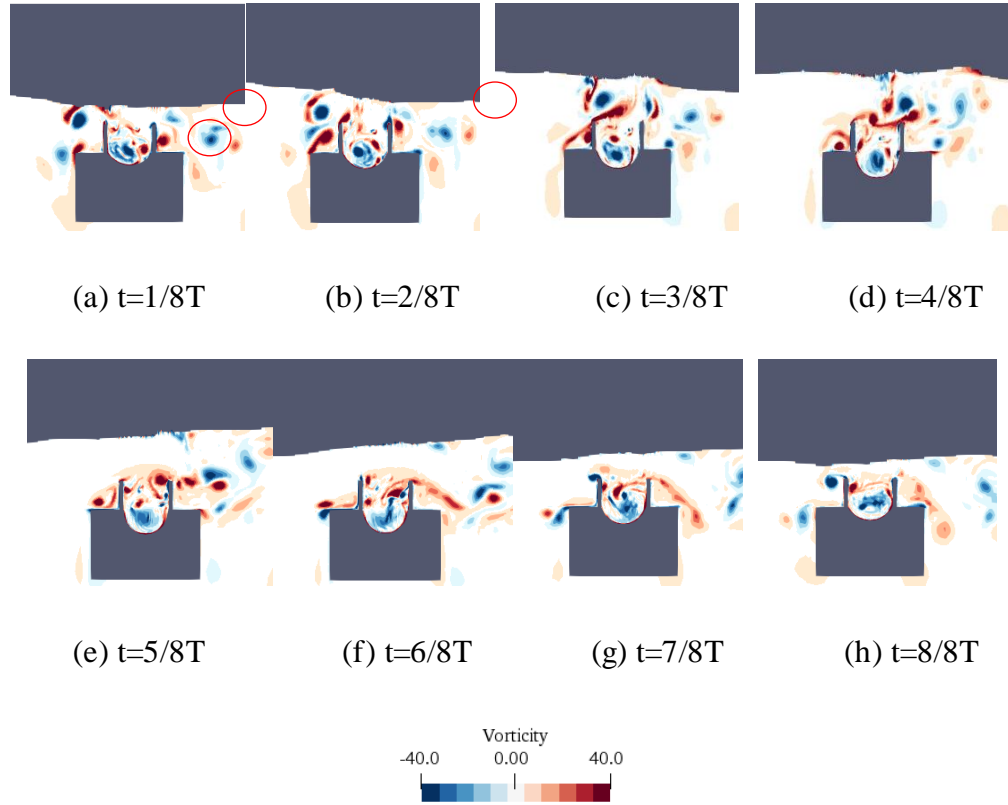 (a) t=1/8T (b) t=2/8T (c) t=3/8T (d) t=4/8T
(e) t=5/8T (f) t=6/8T (g) t=7/8T (h) t=8/8T
Vorticity
-40.0 0.00 40.0